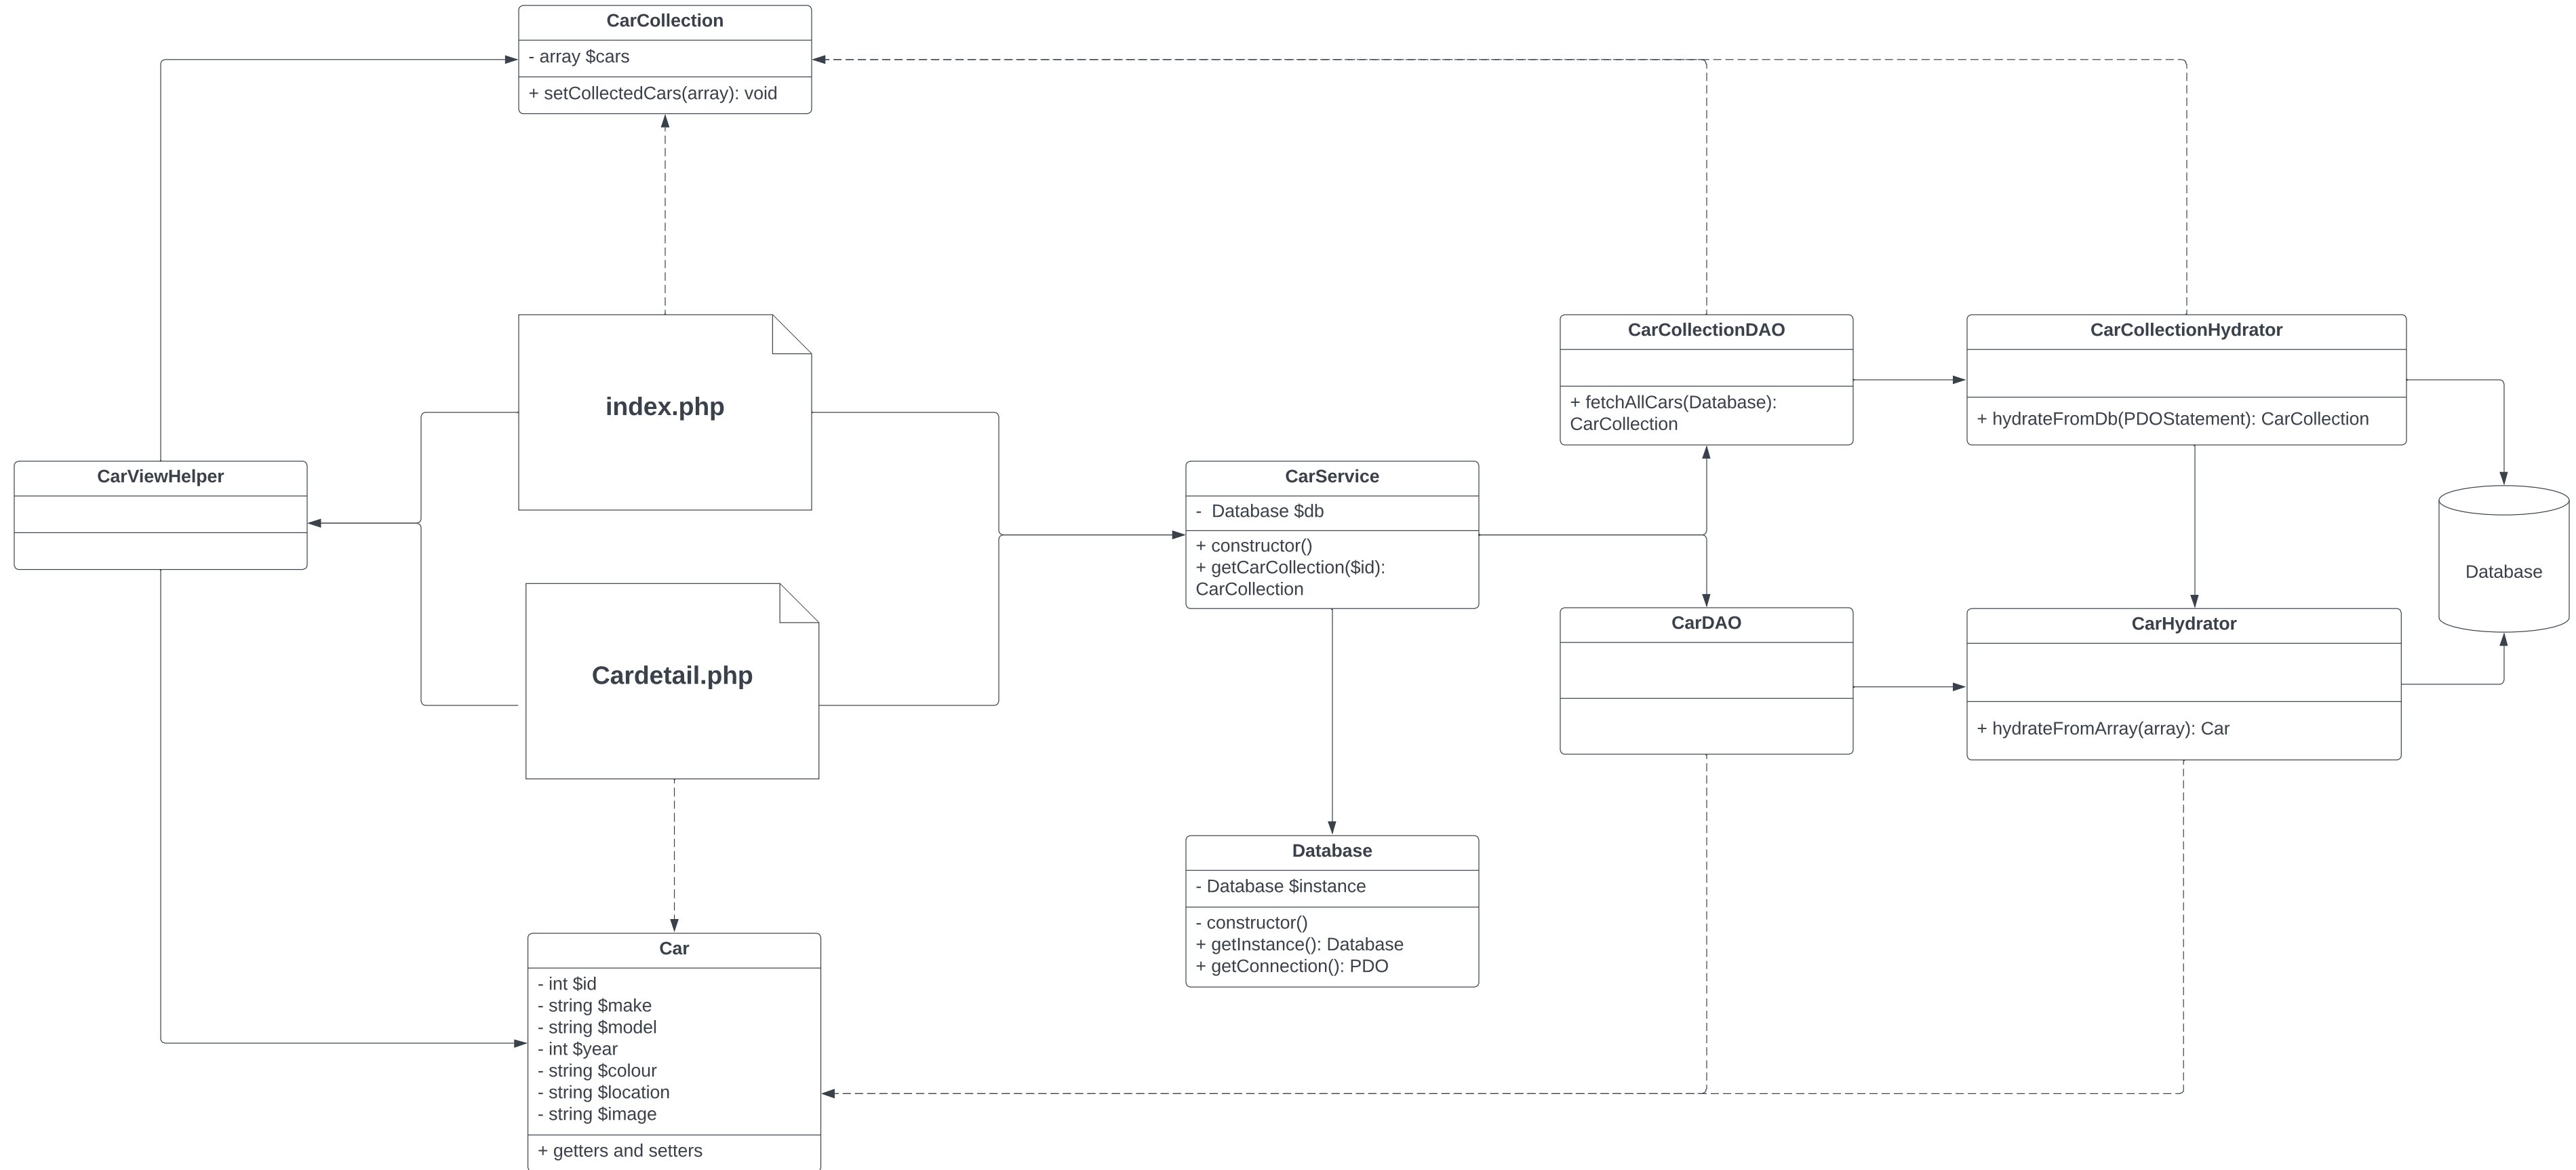 CarCollection
- array $cars
+ setCollectedCars(array): void
index.php
CarViewHelper
Cardetail.php
Car
- int $id
- string $make
- string $model
- int $year
- string $colour
- string $location
- string $image
+ getters and setters
CarService
-  Database $db
+ constructor()
+ getCarCollection($id):
CarCollection
Database
- Database $instance
- constructor()
+ getInstance(): Database
+ getConnection(): PDO
CarCollectionDAO
+ fetchAllCars(Database):
CarCollection
CarDAO
CarCollectionHydrator
+ hydrateFromDb(PDOStatement): CarCollection
CarHydrator
+ hydrateFromArray(array): Car
Database